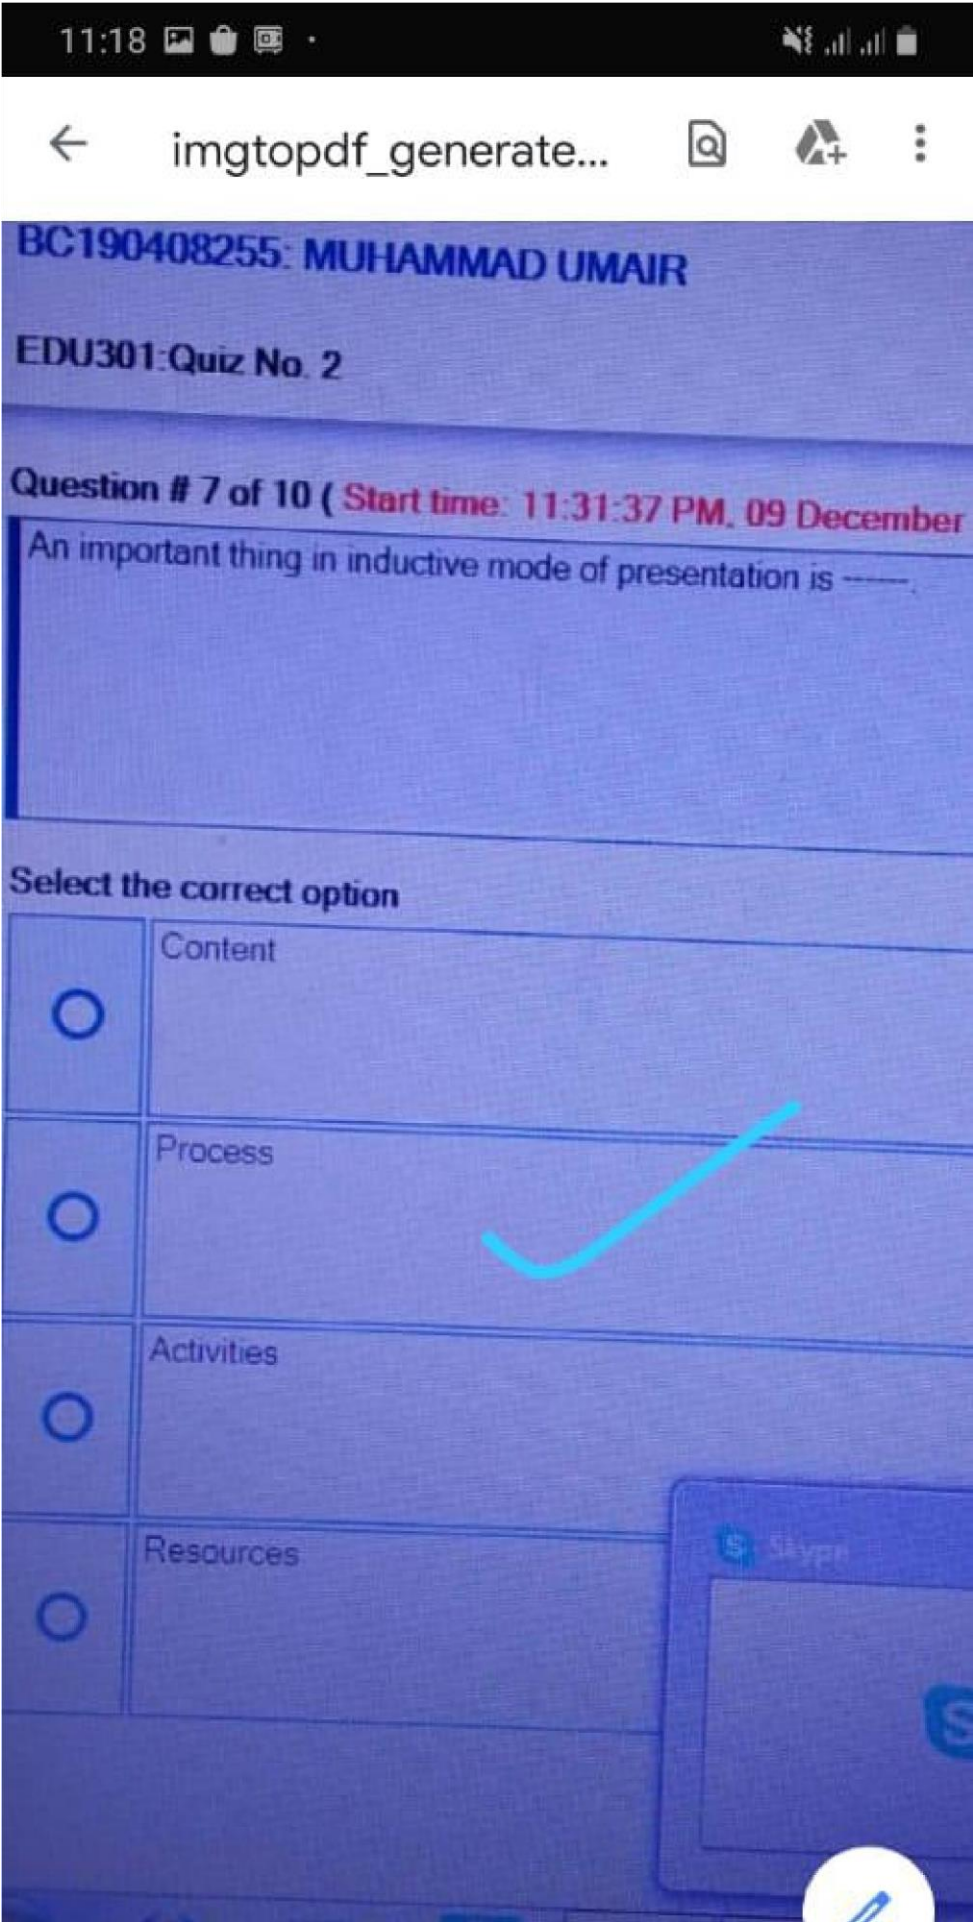 11:18
imgtopdf_generate...
BC190408255: MUHAMMAD UMAIR
EDU301:Quiz No. 2
Question # 7 of 10 ( Start time: 11:31:37 PM, 09 December
An important thing in inductive mode of presentation is ------.
Select the correct option
Content
Process
Activities
Resources
Skype